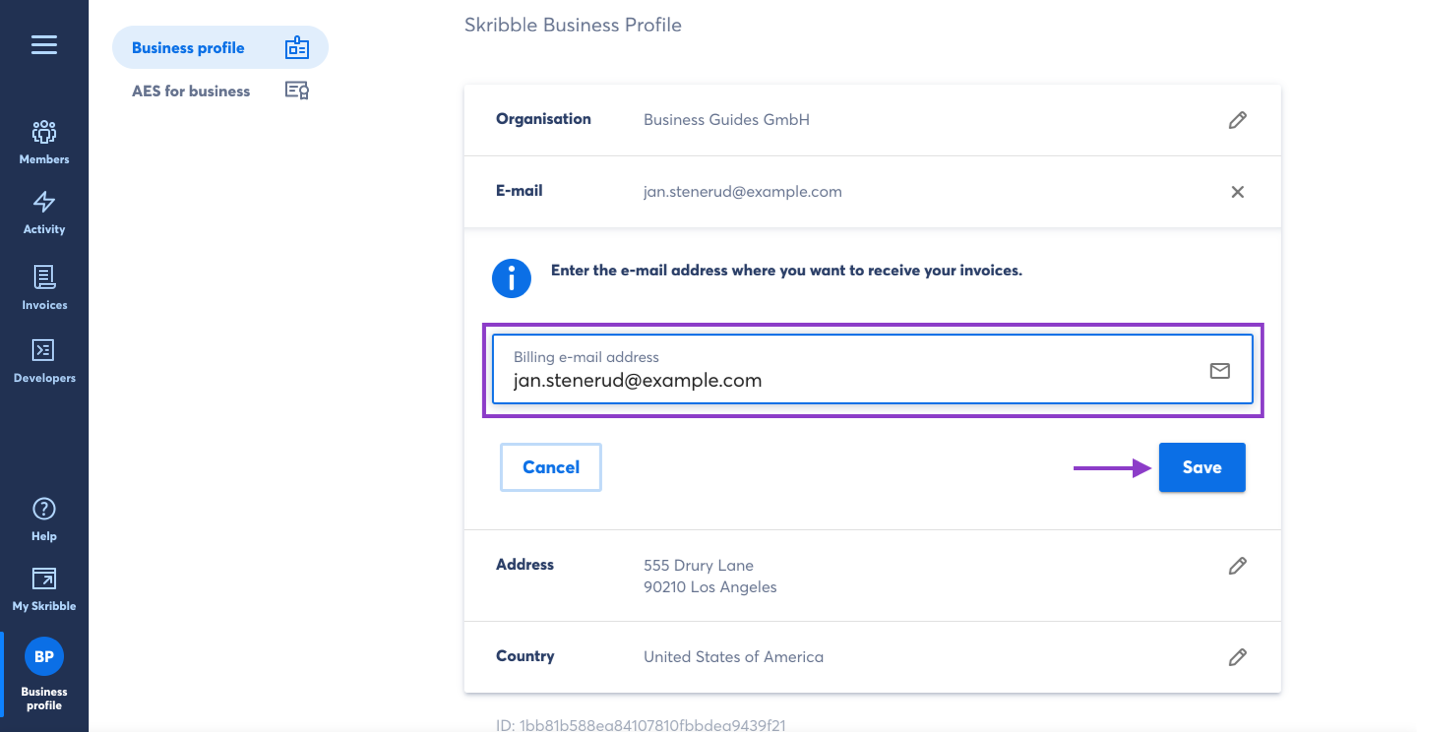 Skribble Business Profile
Business profile
AES for business
Members
Activity
Invoices
Developers
Help
My Skribble
BP
Business
profile
Organisation Business Guides GmbH
E-mail jan.stenerud@example.com
Enter the e-mail address where you want to receive your invoices.
Billing e-mail address
jan.stenerud@example.com
Cancel Save
Address 555 Drury Lane
90210 Los Angeles
Country United States of America
ID: 1bb81b588ea84107810fbbdea9439f21